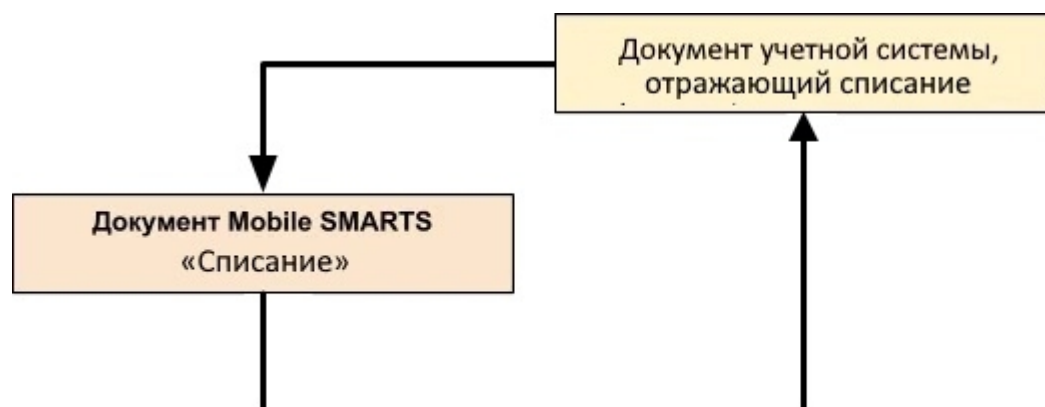 Документ учетной системы,
отражающий списание
Документ Mobile SMARTS
«Списание»